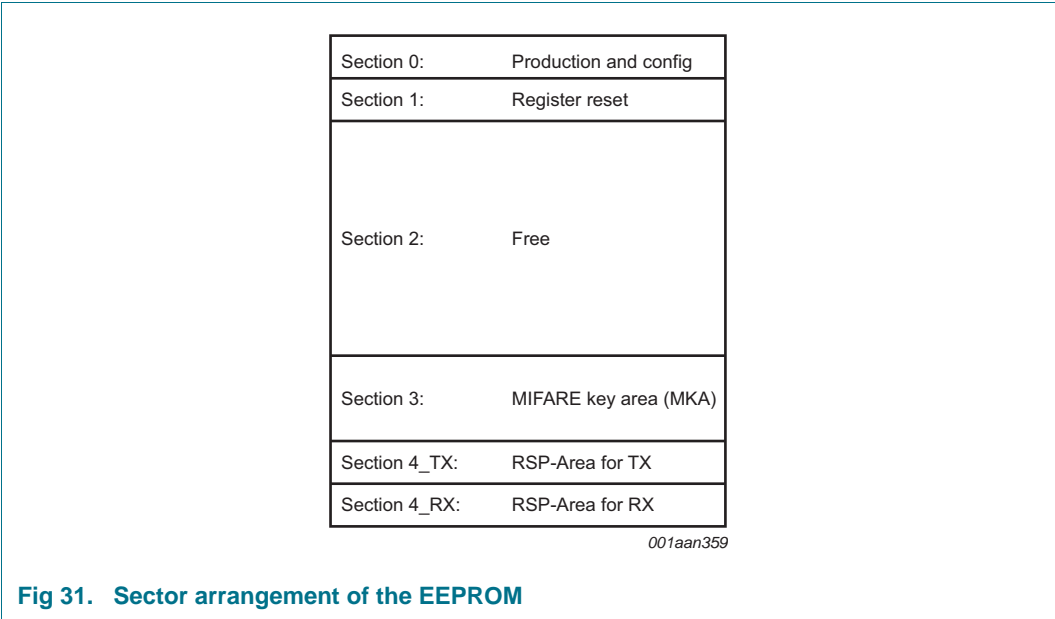 Section 0: Production and config
Section 1: Register reset
Section 2: Free
Section 3: MIFARE key area (MKA)
Section 4_TX: RSP-Area for TX
Section 4_RX: RSP-Area for RX
001aan359
Fig 31. Sector arrangement of the EEPROM